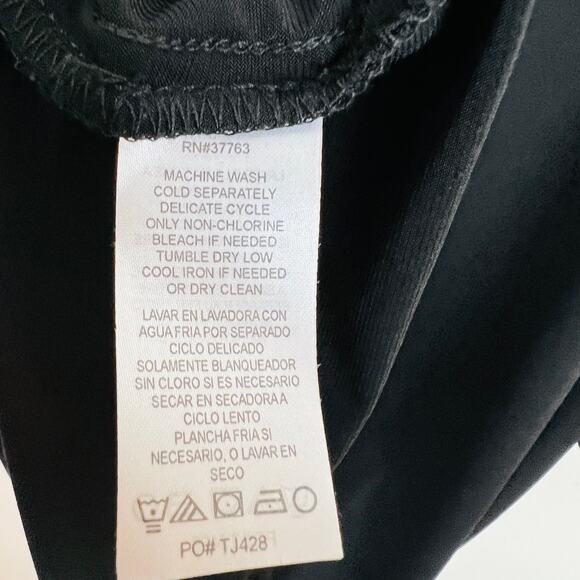 RN#37763
MACHINE WASH
COLD SEPARATELY
DELICATE CYCLE
ONLY NON-CHLORINE
BLEACH IF NEEDED
TUMBLE DRY LOW
COOL IRON IF NEEDED
OR DRY CLEAN
LAVAR EN LAVADORA CON
AGUA FRIA POR SEPARADO
CICLO DELICADO
SOLAMENTE BLANQUEADOR
SIN CLORO SI ES NECESARIO
SECAR EN SECADORA A
CICLO LENTO
PLANCHA FRIA SI
NECESARIO, O LAVAR EN
SECO
PO# TJ428